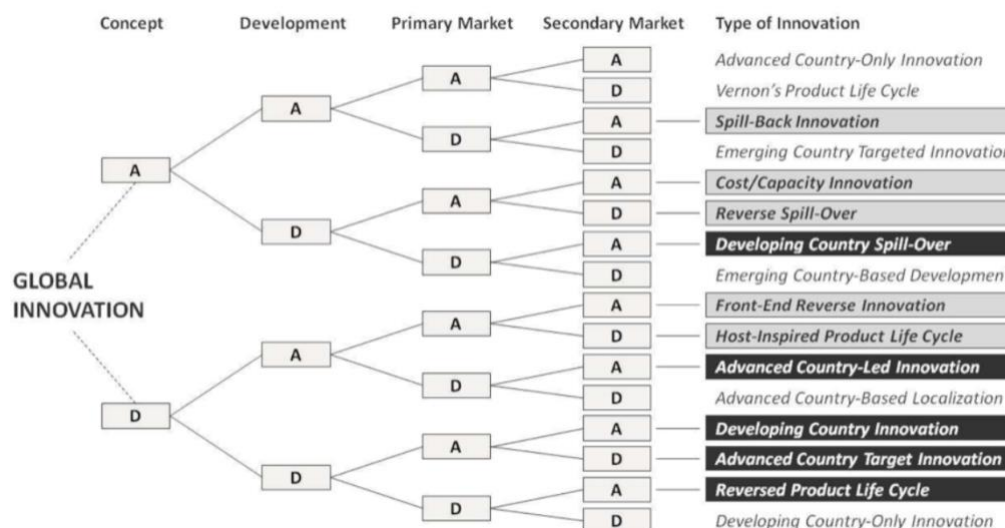 Concept Development Primary Market Secondary Market Type of Innovation
A Advanced Country-Only Innovation
A
D Vernon's Product Life Cycle
A
A Spill-Back Innovation
D
D Emerging Country Targeted Innovation
A
A Cost/Capacity Innovation
A
D Reverse Spill-Over
D
A Developing Country Spill-Over
D
D Emerging Country-Based Developmen
GLOBAL
INNOVATION
A Front-End Reverse Innovation
A
D Host-Inspired Product Life Cycle
A
A Advanced Country-Led Innovation
D
D Advanced Country-Based Localization
D
A Developing Country Innovation
A
D Advanced Country Target Innovation
D
A Reversed Product Life Cycle
D
D Developing Country-Only Innovation